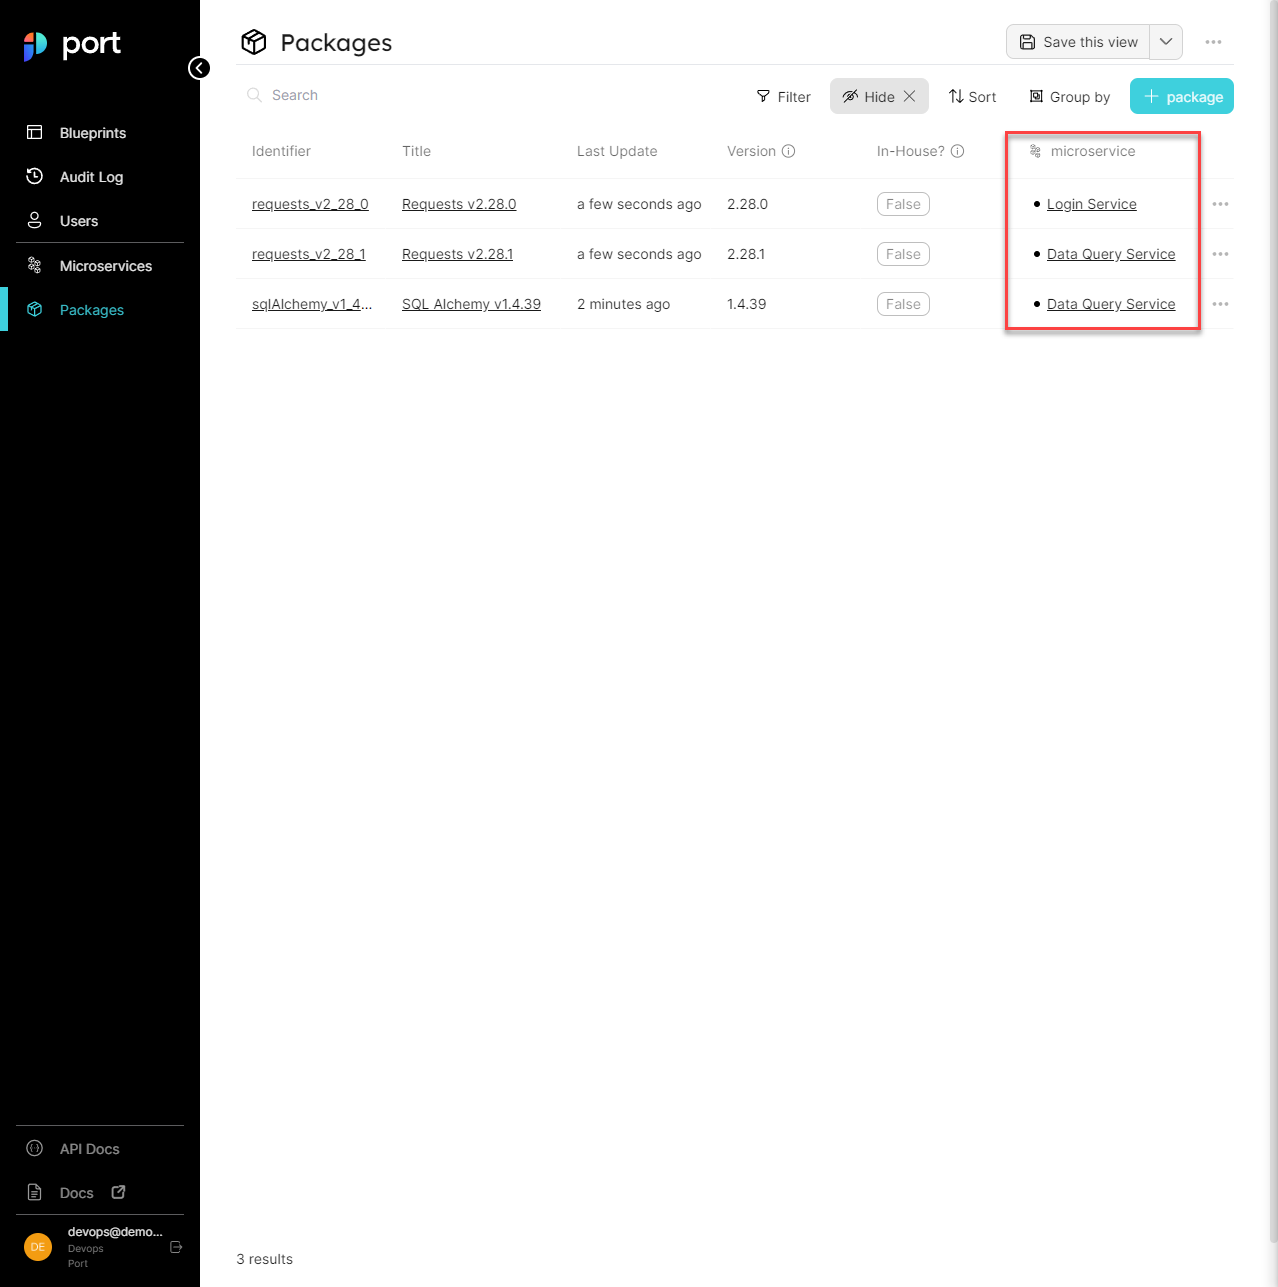 port
Blueprints
Audit Log
Users
Microservices
Packages
API Docs
Docs
devops@demo...
Devops
Port
DE
Packages
Save this view
Search
Filter
Hide
Sort
Group by
package
Identifier Title Last Update Version In-House? microservice
requests_v2_28_0 Requests v2.28.0 a few seconds ago 2.28.0 False Login Service
requests_v2_28_1 Requests v2.28.1 a few seconds ago 2.28.1 False Data Query Service
sqlAlchemy_v1_4... SQL Alchemy v1.4.39 2 minutes ago 1.4.39 False Data Query Service
3 results